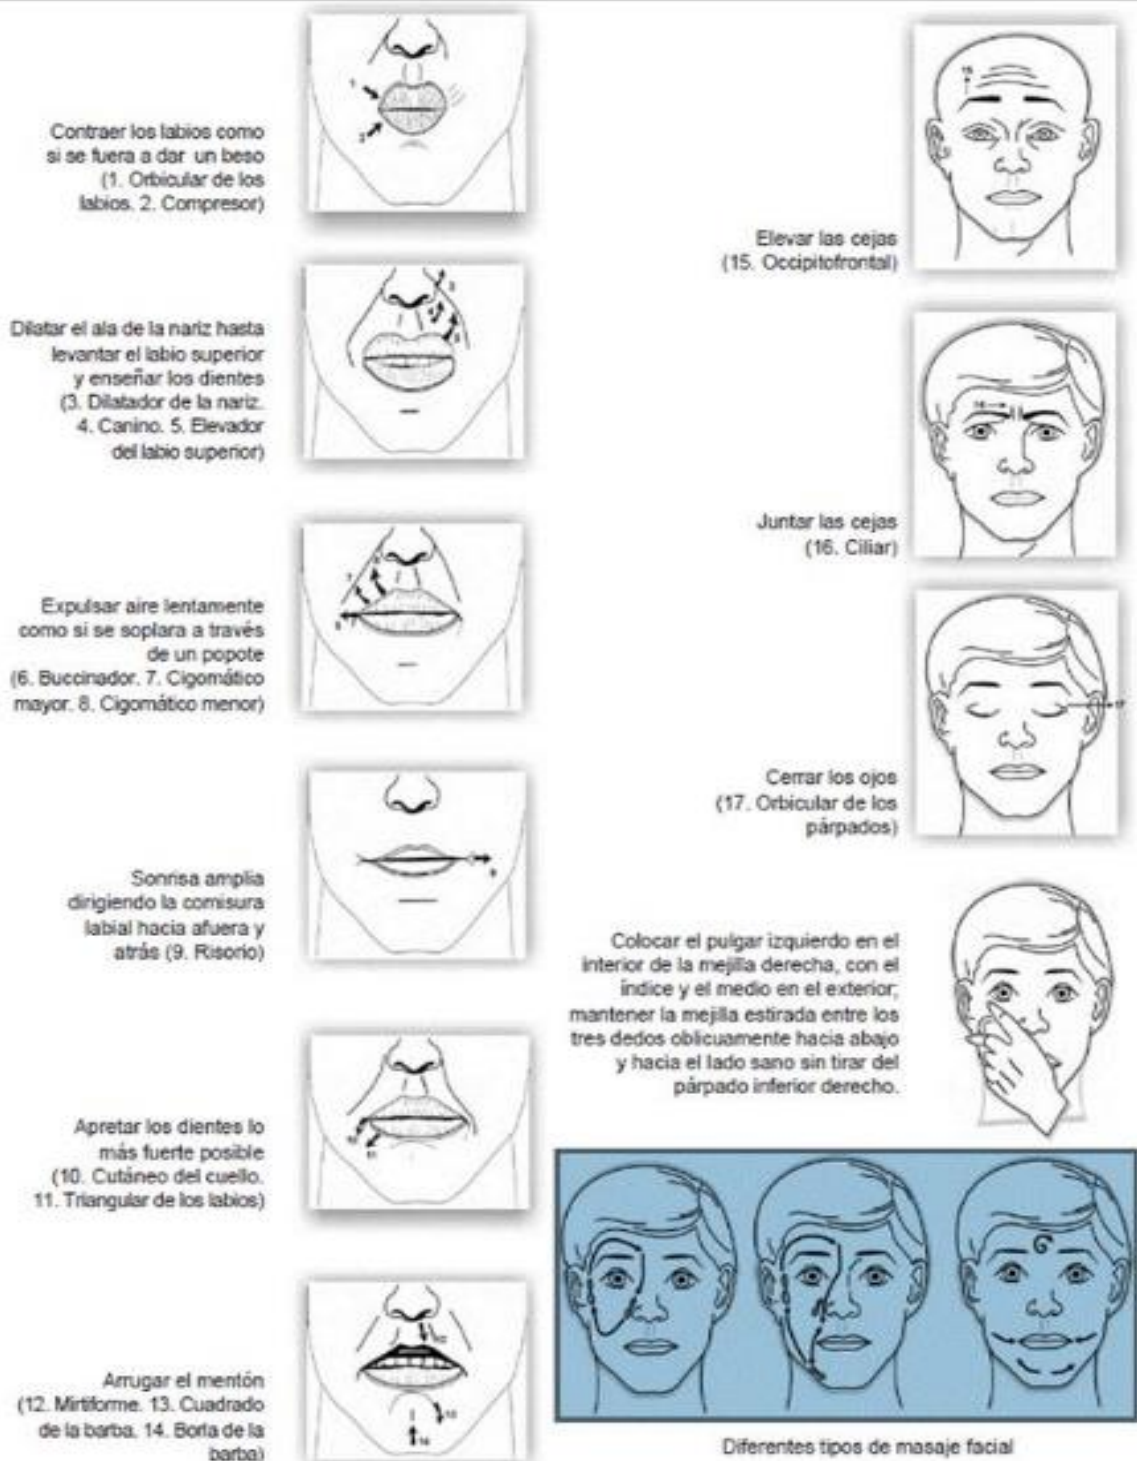 Contraer los labios como
si se fuera a dar un beso
(1. Orbicular de los
labios. 2. Compresor)
Dilatar el ala de la nariz hasta
levantar el labio superior
y enseñar los dientes
(3. Dilatador de la nariz.
4. Canino. 5. Elevador
del labio superior)
Expulsar aire lentamente
como si se soplara a través
de un popote
(6. Buccinador. 7. Cigomático
mayor. 8. Cigomático menor)
Sonrisa amplia
dirigiendo la comisura
labial hacia afuera y
atrás (9. Risorio)
Apretar los dientes lo
más fuerte posible
(10. Cutáneo del cuello.
11. Triangular de los labios)
Arrugar el mentón
(12. Mirtiforme. 13. Cuadrado
de la barba. 14. Borla de la
barba)
15
Elevar las cejas
(15. Occipitofrontal)
16
Juntar las cejas
(16. Ciliar)
17
Cerrar los ojos
(17. Orbicular de los
párpados)
Colocar el pulgar izquierdo en el
interior de la mejilla derecha, con el
índice y el medio en el exterior;
mantener la mejilla estirada entre los
tres dedos oblicuamente hacia abajo
y hacia el lado sano sin tirar del
párpado inferior derecho.
Diferentes tipos de masaje facial